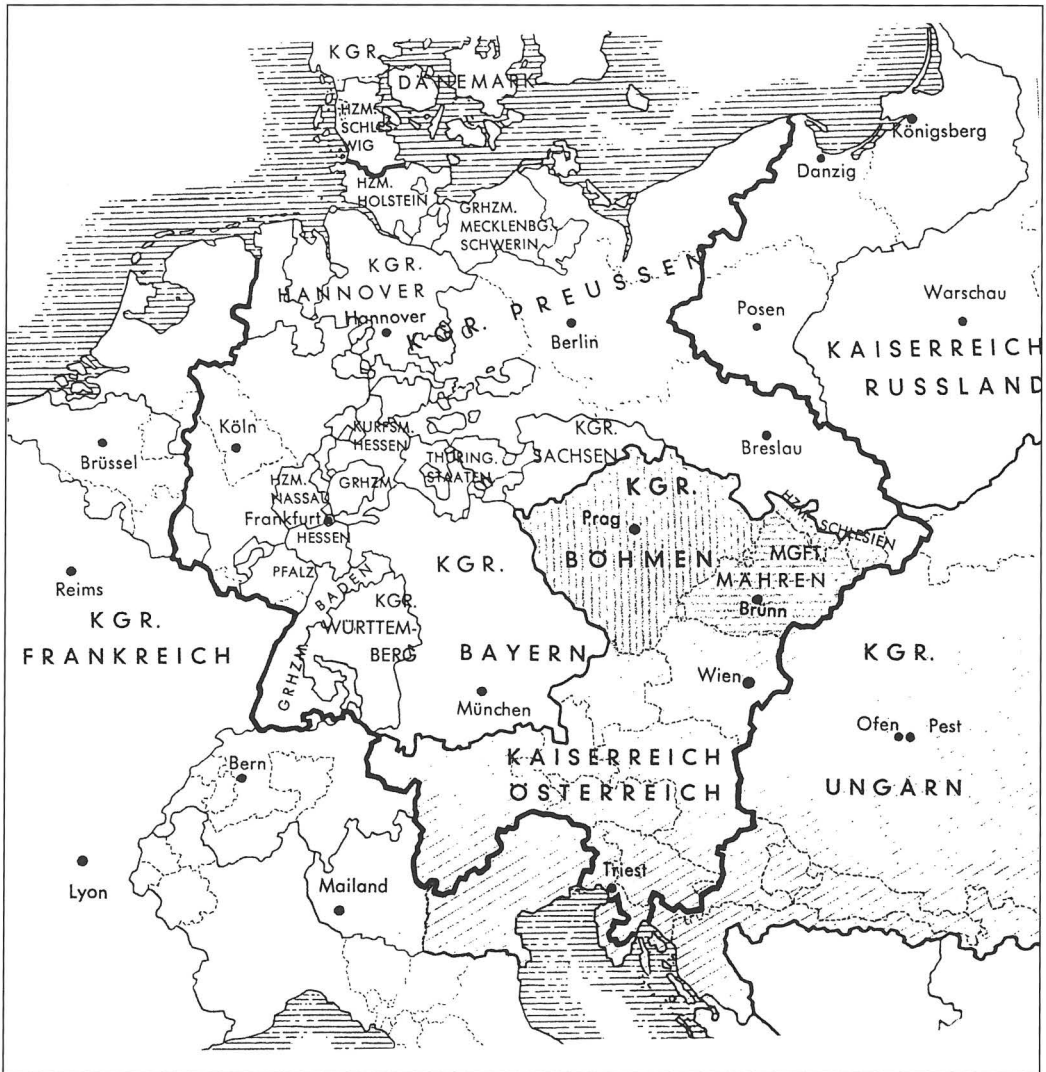 KGR.
DÄNEMARK
HZM.
SCHLES
WIG
Königsberg
Danzig
HZM.
HOLSTEIN
GRHZM.
MECKLENBG.
SCHWERIN
KGR.
HANNOVER
Hannover
KGR. PREUSSEN
Berlin
Posen
Warschau
KAISERREICH
RUSSLAND
Köln
Brüssel
KURFSM.
HESSEN
THÜRING.
STAATEN
KGR.
SACHSEN
Breslau
HZM.
NASSAU
GRHZM.
Frankfurt
HESSEN
KGR.
Prag
BÖHMEN
HZM. SCHLESIEN
MGFT.
MÄHREN
Brünn
Reims
KGR.
FRANKREICH
PFALZ
GRHZM. BADEN
KGR.
WÜRTTEM-
BERG
KGR.
BAYERN
München
Wien
KGR.
Ofen Pest
UNGARN
KAISERREICH
ÖSTERREICH
Bern
Lyon
Mailand
Triest